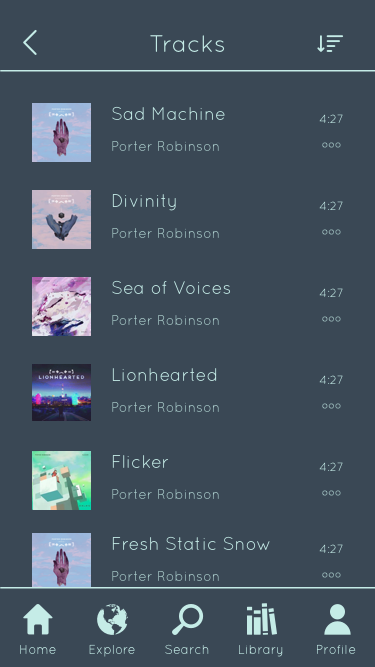 Tracks
Sad Machine
4:27
Porter Robinson
Divinity
4:27
Porter Robinson
Sea of Voices
4:27
Porter Robinson
LIONHEARTED
Lionhearted
4:27
Porter Robinson
Flicker
4:27
Porter Robinson
Fresh Static Snow
4:27
Porter Robinson
Home
Explore
Search
Library
Profile